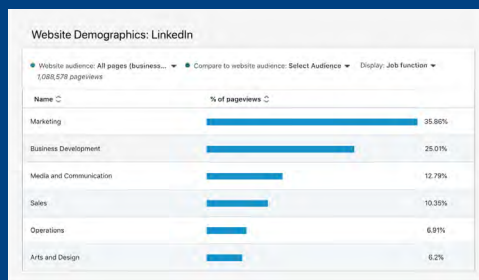 Website Demographics: LinkedIn
Website audience: All pages (business... Compare to website audience: Select Audience Display: Job function
1,088,578 pageviews
Name % of pageviews
Marketing 35.86%
Business Development 25.01%
Media and Communication 12.79%
Sales 10.35%
Operations 6.91%
Arts and Design 6.2%